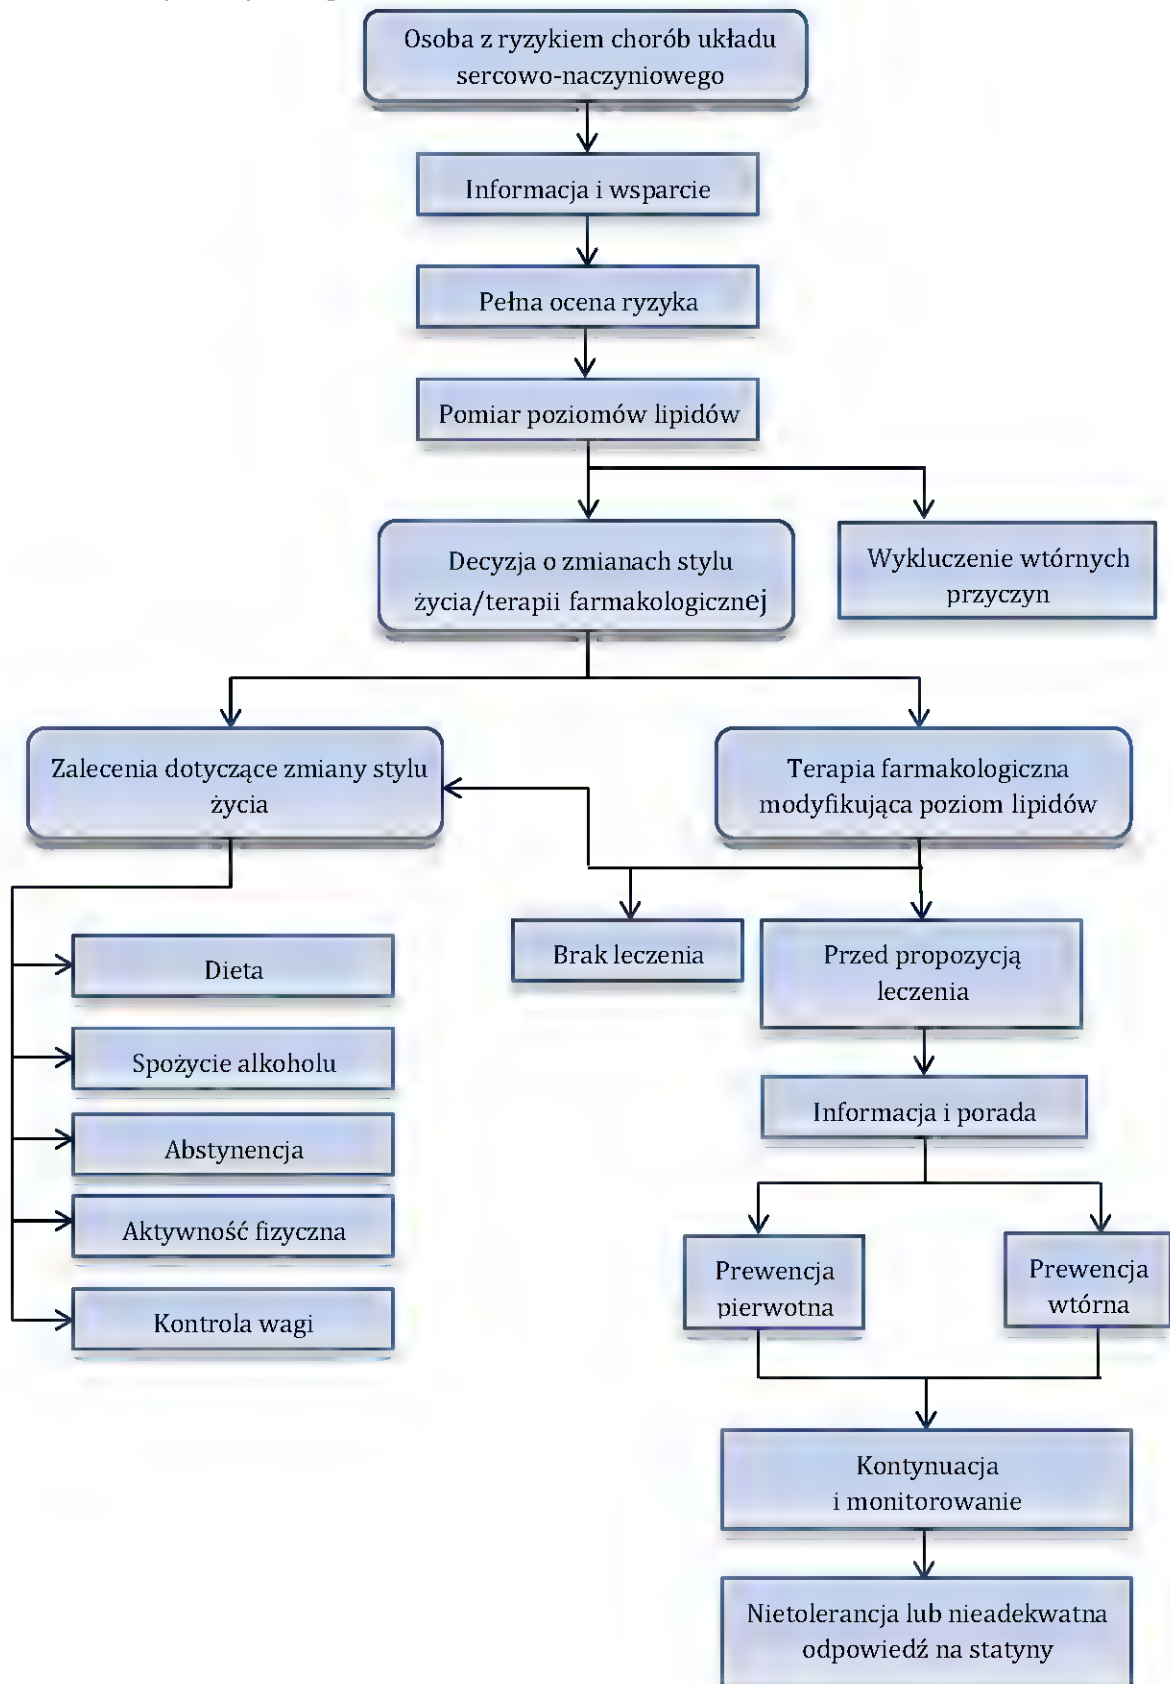 Osoba z ryzykiem chorób układu
sercowo-naczyniowego
Informacja i wsparcie
Pełna ocena ryzyka
Pomiar poziomów lipidów
Decyzja o zmianach stylu
życia/terapii farmakologicznej
Wykluczenie wtórnych
przyczyn
Zalecenia dotyczące zmiany stylu
życia
Terapia farmakologiczna
modyfikująca poziom lipidów
Brak leczenia
Przed propozycją
leczenia
Dieta
Spożycie alkoholu
Abstynencja
Aktywność fizyczna
Kontrola wagi
Informacja i porada
Prewencja
pierwotna
Prewencja
wtórna
Kontynuacja
i monitorowanie
Nietolerancja lub nieadekwatna
odpowiedź na statyny